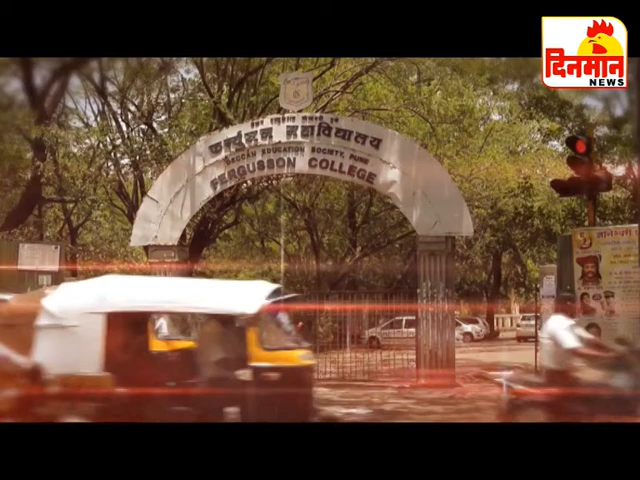 दिनमान
NEWS
फर्ग्युसन महाविद्यालय
DECCAN EDUCATION SOCIETY, PUNE
FERGUSSON COLLEGE